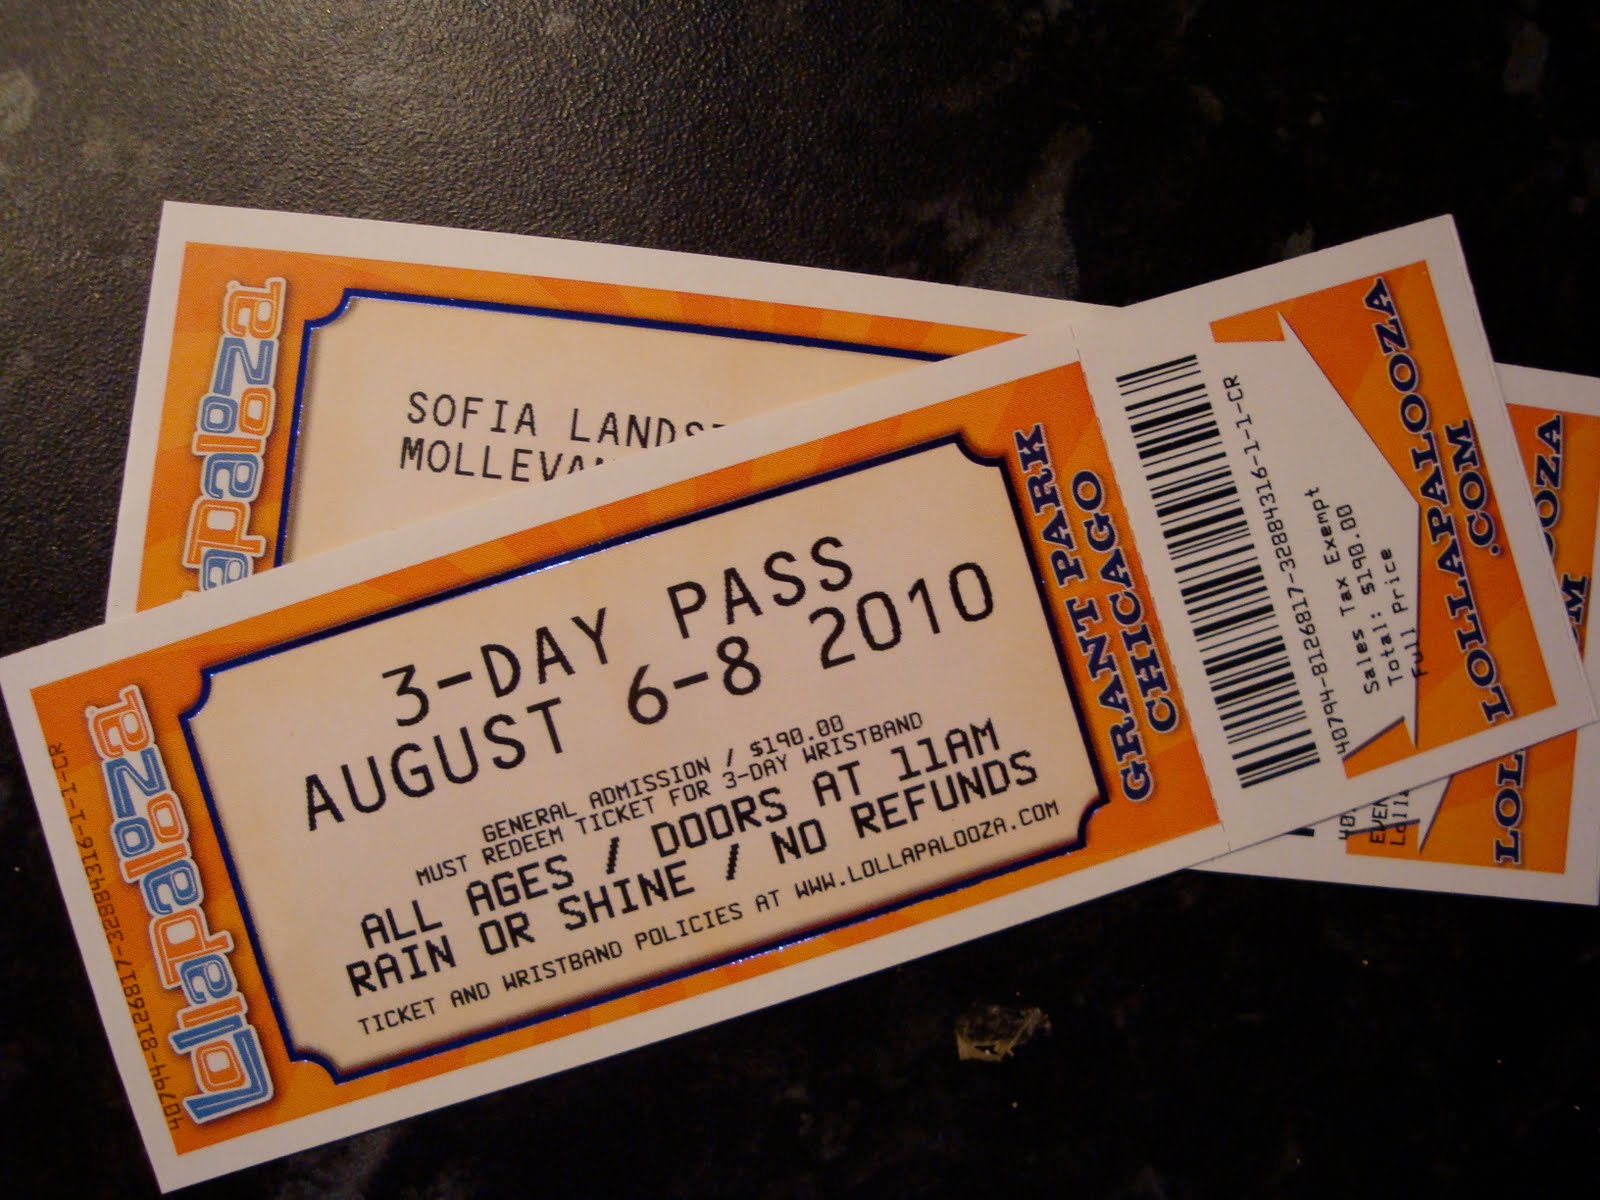 Lollapalooza
SOFIA
3-DAY PASS
AUGUST 6-8 2010
GENERAL ADMISSION / $190.00
MUST REDEEM TICKET FOR 3-DAY WRISTBAND
ALL AGES / DOORS AT 11AM
RAIN OR SHINE / NO REFUNDS
TICKET AND WRISTBAND POLICIES AT WWW.LOLLAPALOOZA.COM
40794-8126817-32884316-1-1-CR
GRANT PARK
CHICAGO
40794-8126817-32884316-1-1-CR
Sales Tax Exempt
Total: $190.00
Full Price
LOLLAPALOOZA
.COM